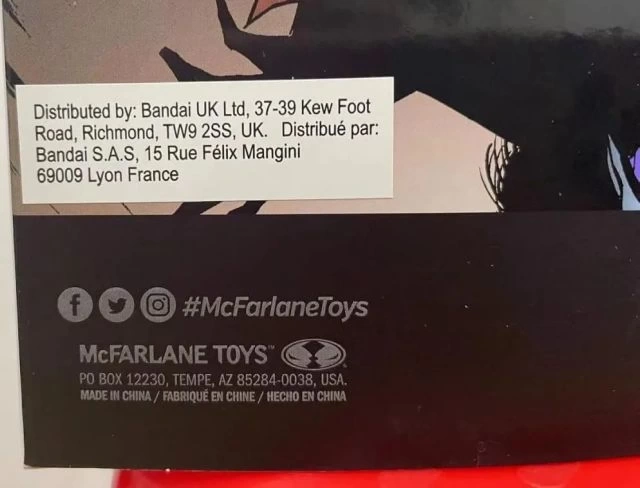 Distributed by: Bandai UK Ltd, 37-39 Kew Foot
Road, Richmond, TW9 2SS, UK. Distribué par:
Bandai S.A.S, 15 Rue Félix Mangini
69009 Lyon France
#McFarlaneToys
McFARLANE TOYS™
PO BOX 12230, TEMPE, AZ 85284-0038, USA.
MADE IN CHINA / FABRIQUÉ EN CHINE / HECHO EN CHINA